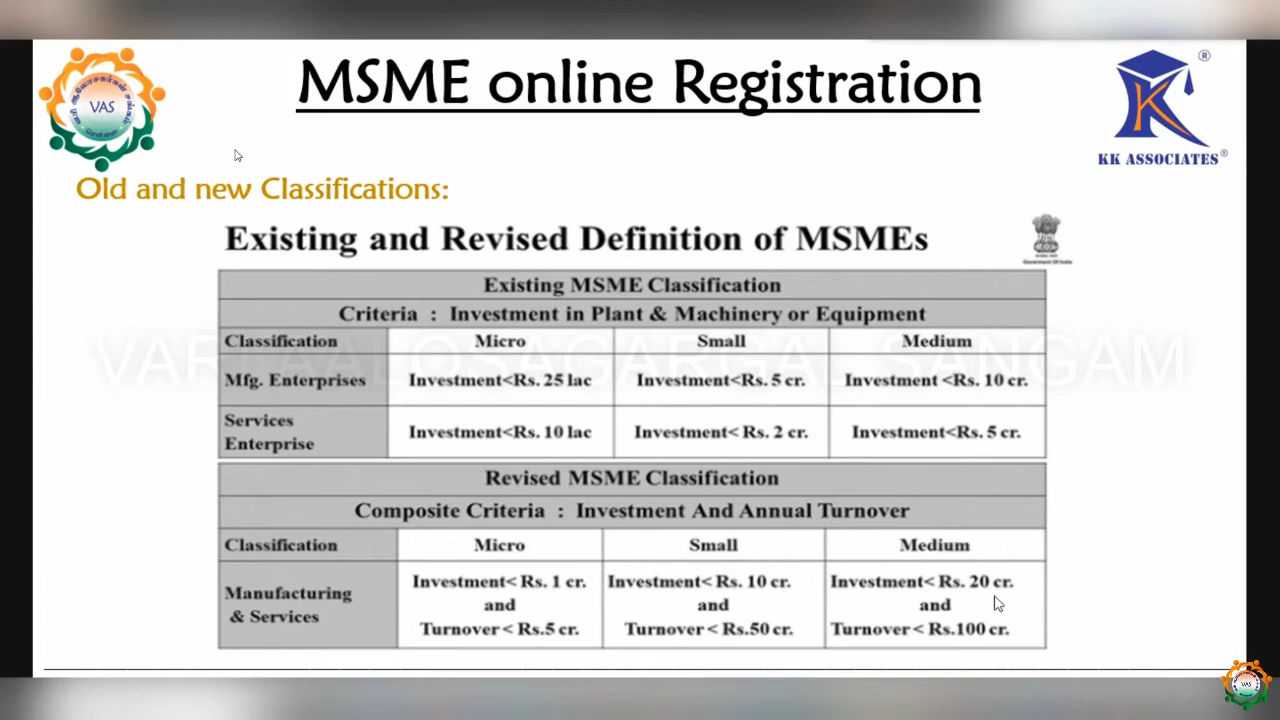 MSME online Registration
VAS
®
KK ASSOCIATES®
Old and new Classifications:
Existing and Revised Definition of MSMEs
Government Of India
Existing MSME Classification
Criteria : Investment in Plant & Machinery or Equipment
Classification Micro Small Medium
Mfg. Enterprises Investment<Rs. 25 lac Investment<Rs. 5 cr. Investment <Rs. 10 cr.
Services
Enterprise Investment<Rs. 10 lac Investment< Rs. 2 cr. Investment<Rs. 5 cr.
Revised MSME Classification
Composite Criteria : Investment And Annual Turnover
Classification Micro Small Medium
Manufacturing
& Services
Investment< Rs. 1 cr. Investment< Rs. 10 cr. Investment< Rs. 20 cr.
and and and
Turnover < Rs.5 cr. Turnover < Rs.50 cr. Turnover < Rs.100 cr.
SANGAM
VAS